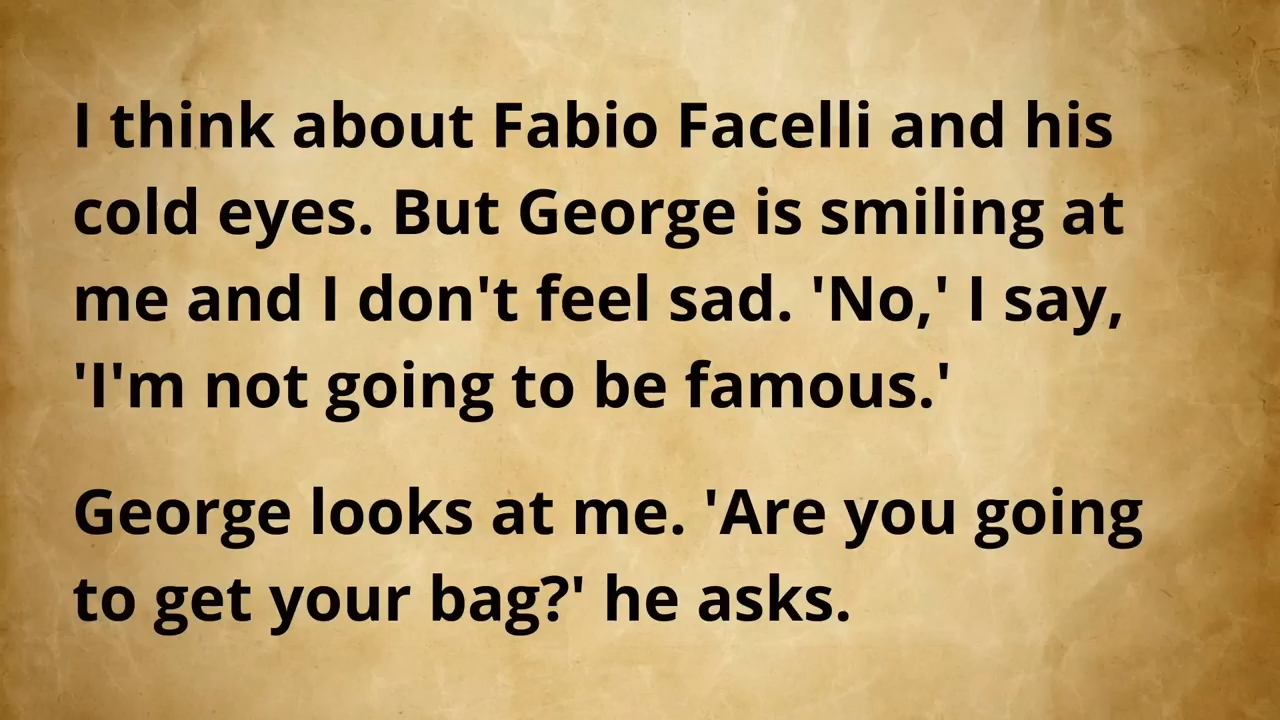 I think about Fabio Facelli and his
cold eyes. But George is smiling at
me and I don't feel sad. 'No,' I say,
'I'm not going to be famous.'
George looks at me. 'Are you going
to get your bag?' he asks.